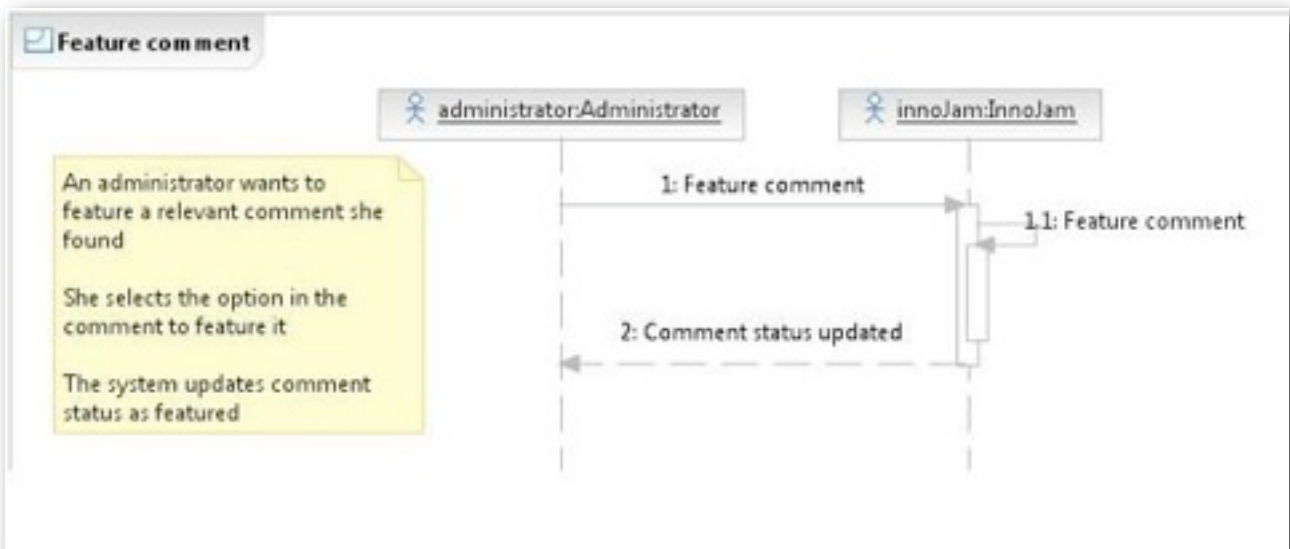 Feature comment
administrator:Administrator
innoJam:InnoJam
An administrator wants to
feature a relevant comment she
found
She selects the option in the
comment to feature it
The system updates comment
status as featured
1: Feature comment
1.1: Feature comment
2: Comment status updated